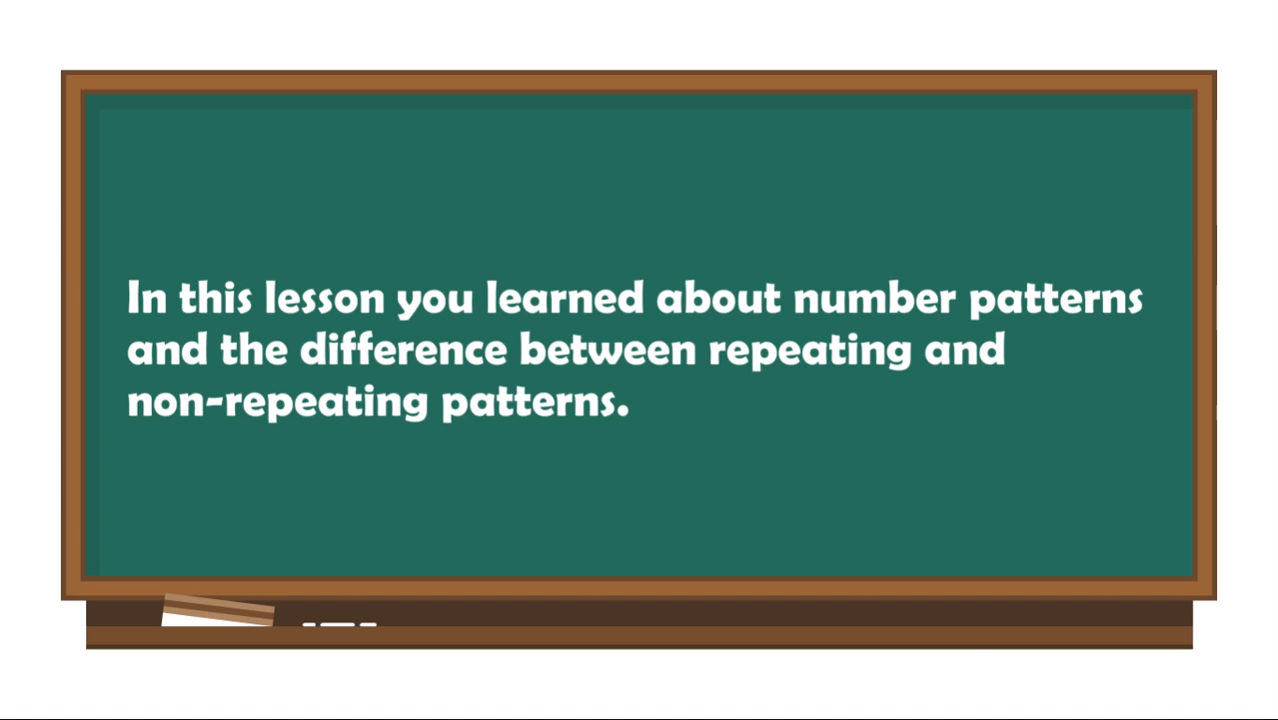 In this lesson you learned about number patterns
and the difference between repeating and
non-repeating patterns.